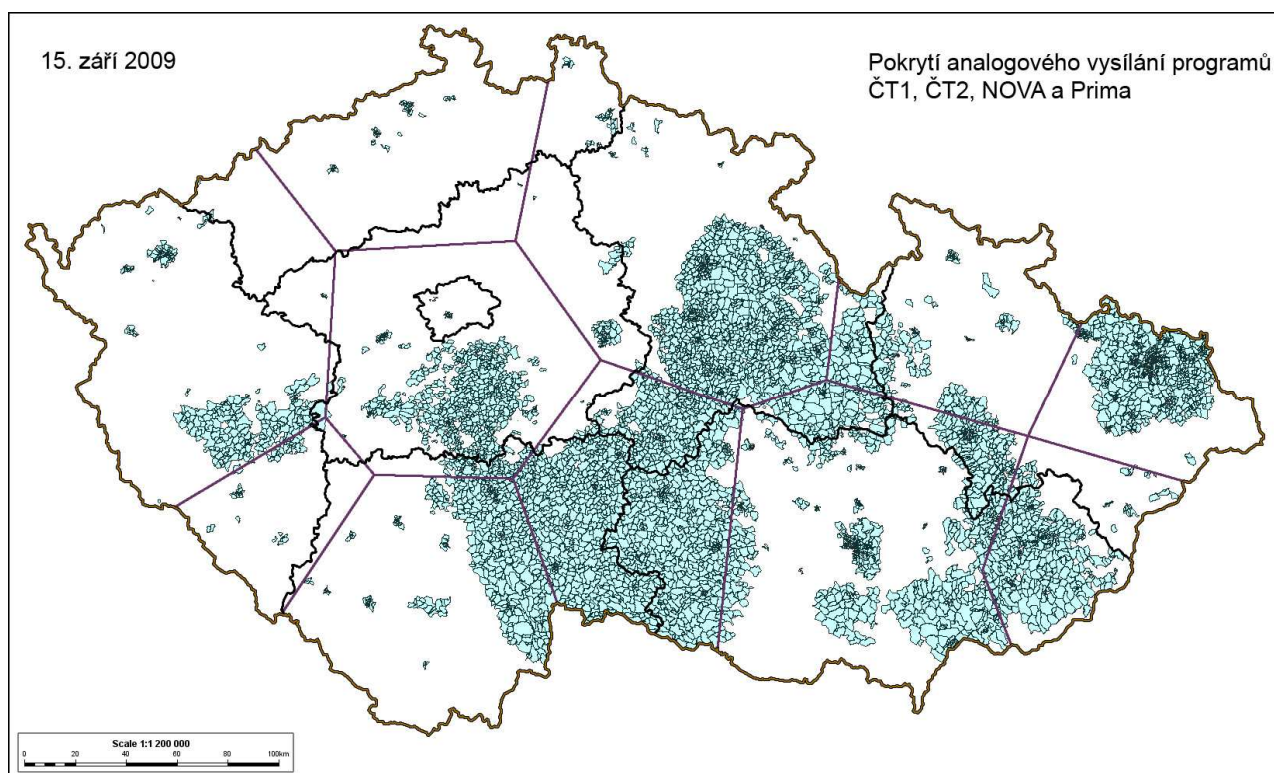 15. září 2009
Pokrytí analogového vysílání programů
ČT1, ČT2, NOVA a Prima
Scale 1:1 200 000
0 20 40 60 80 100km